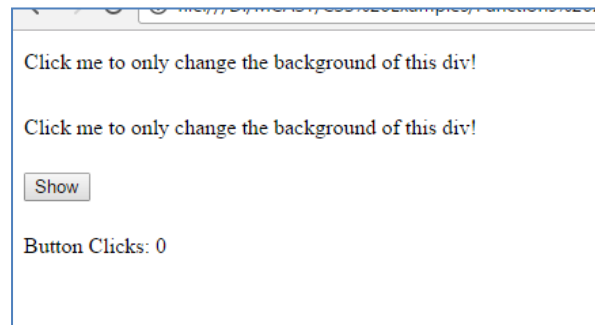 Click me to only change the background of this div!
Click me to only change the background of this div!
Show
Button Clicks: 0